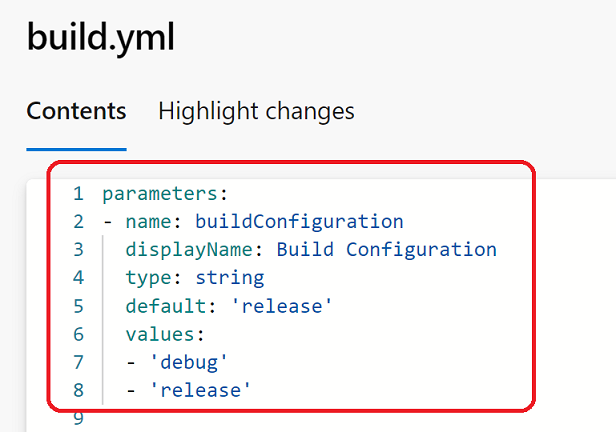 build.yml
Contents Highlight changes
1 parameters:
2 - name: buildConfiguration
3 displayName: Build Configuration
4 type: string
5 default: 'release'
6 values:
7 - 'debug'
8 - 'release'
9